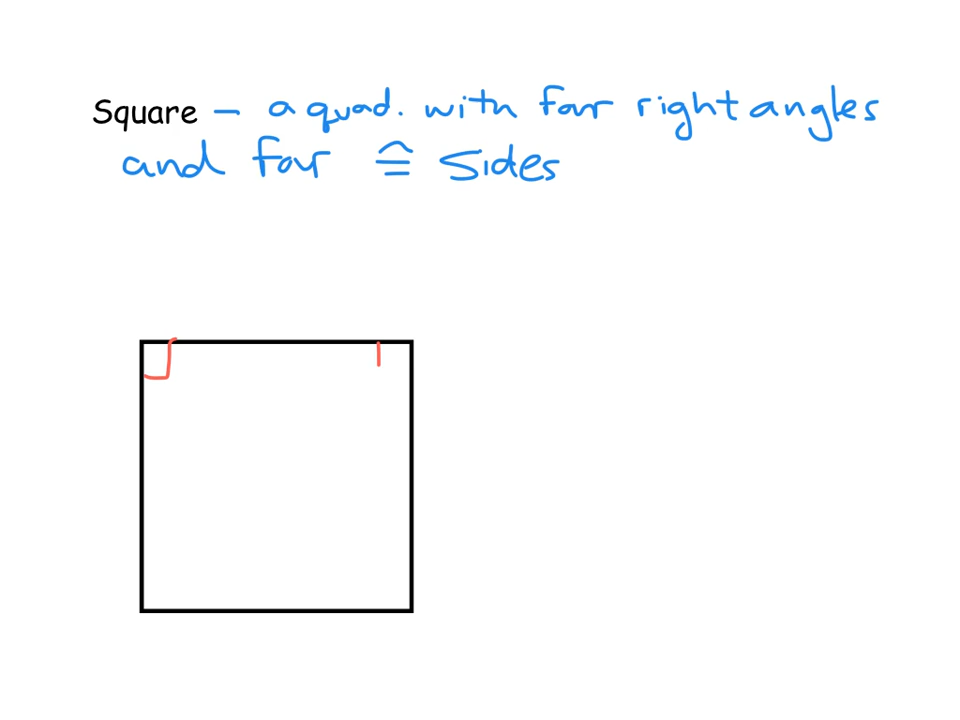 Square – a quad. with four right angles
and four ≅ sides